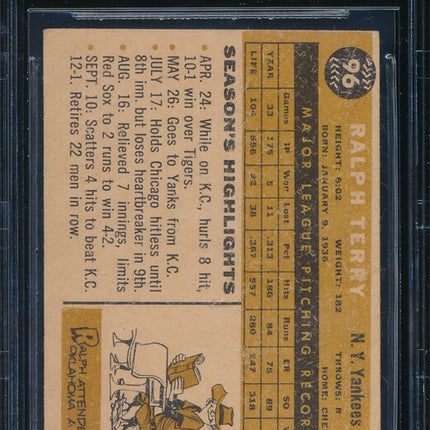 96
RALPH TERRY
N. Y. Yankees
HEIGHT: 6:02 WEIGHT: 182 THROWS: R
BORN: JANUARY 9, 1936 HOME: CHE
MAJOR LEAGUE PITCHING RECOR
Games IP Won Lost Pct Hits Runs ER SO
YEAR 33 175 5 11 .313 186 84 75 89
LIFE 104 556 22 38 .367 557 280 247 318
SEASON'S HIGHLIGHTS
• APR. 24: While on K.C., hurls 8 hit,
10-1 win over Tigers.
• MAY 26: Goes to Yanks from K.C.
• JULY 17: Holds Chicago hitless until
8th inn. but loses heartbreaker in 9th.
• AUG. 16: Relieved 7 innings, limits
Red Sox to 2 runs to win 4-2.
• SEPT. 10: Scatters 4 hits to beat K.C.
12-1. Retires 22 men in row.
RALPH ATTENDE
OKLAHOMA